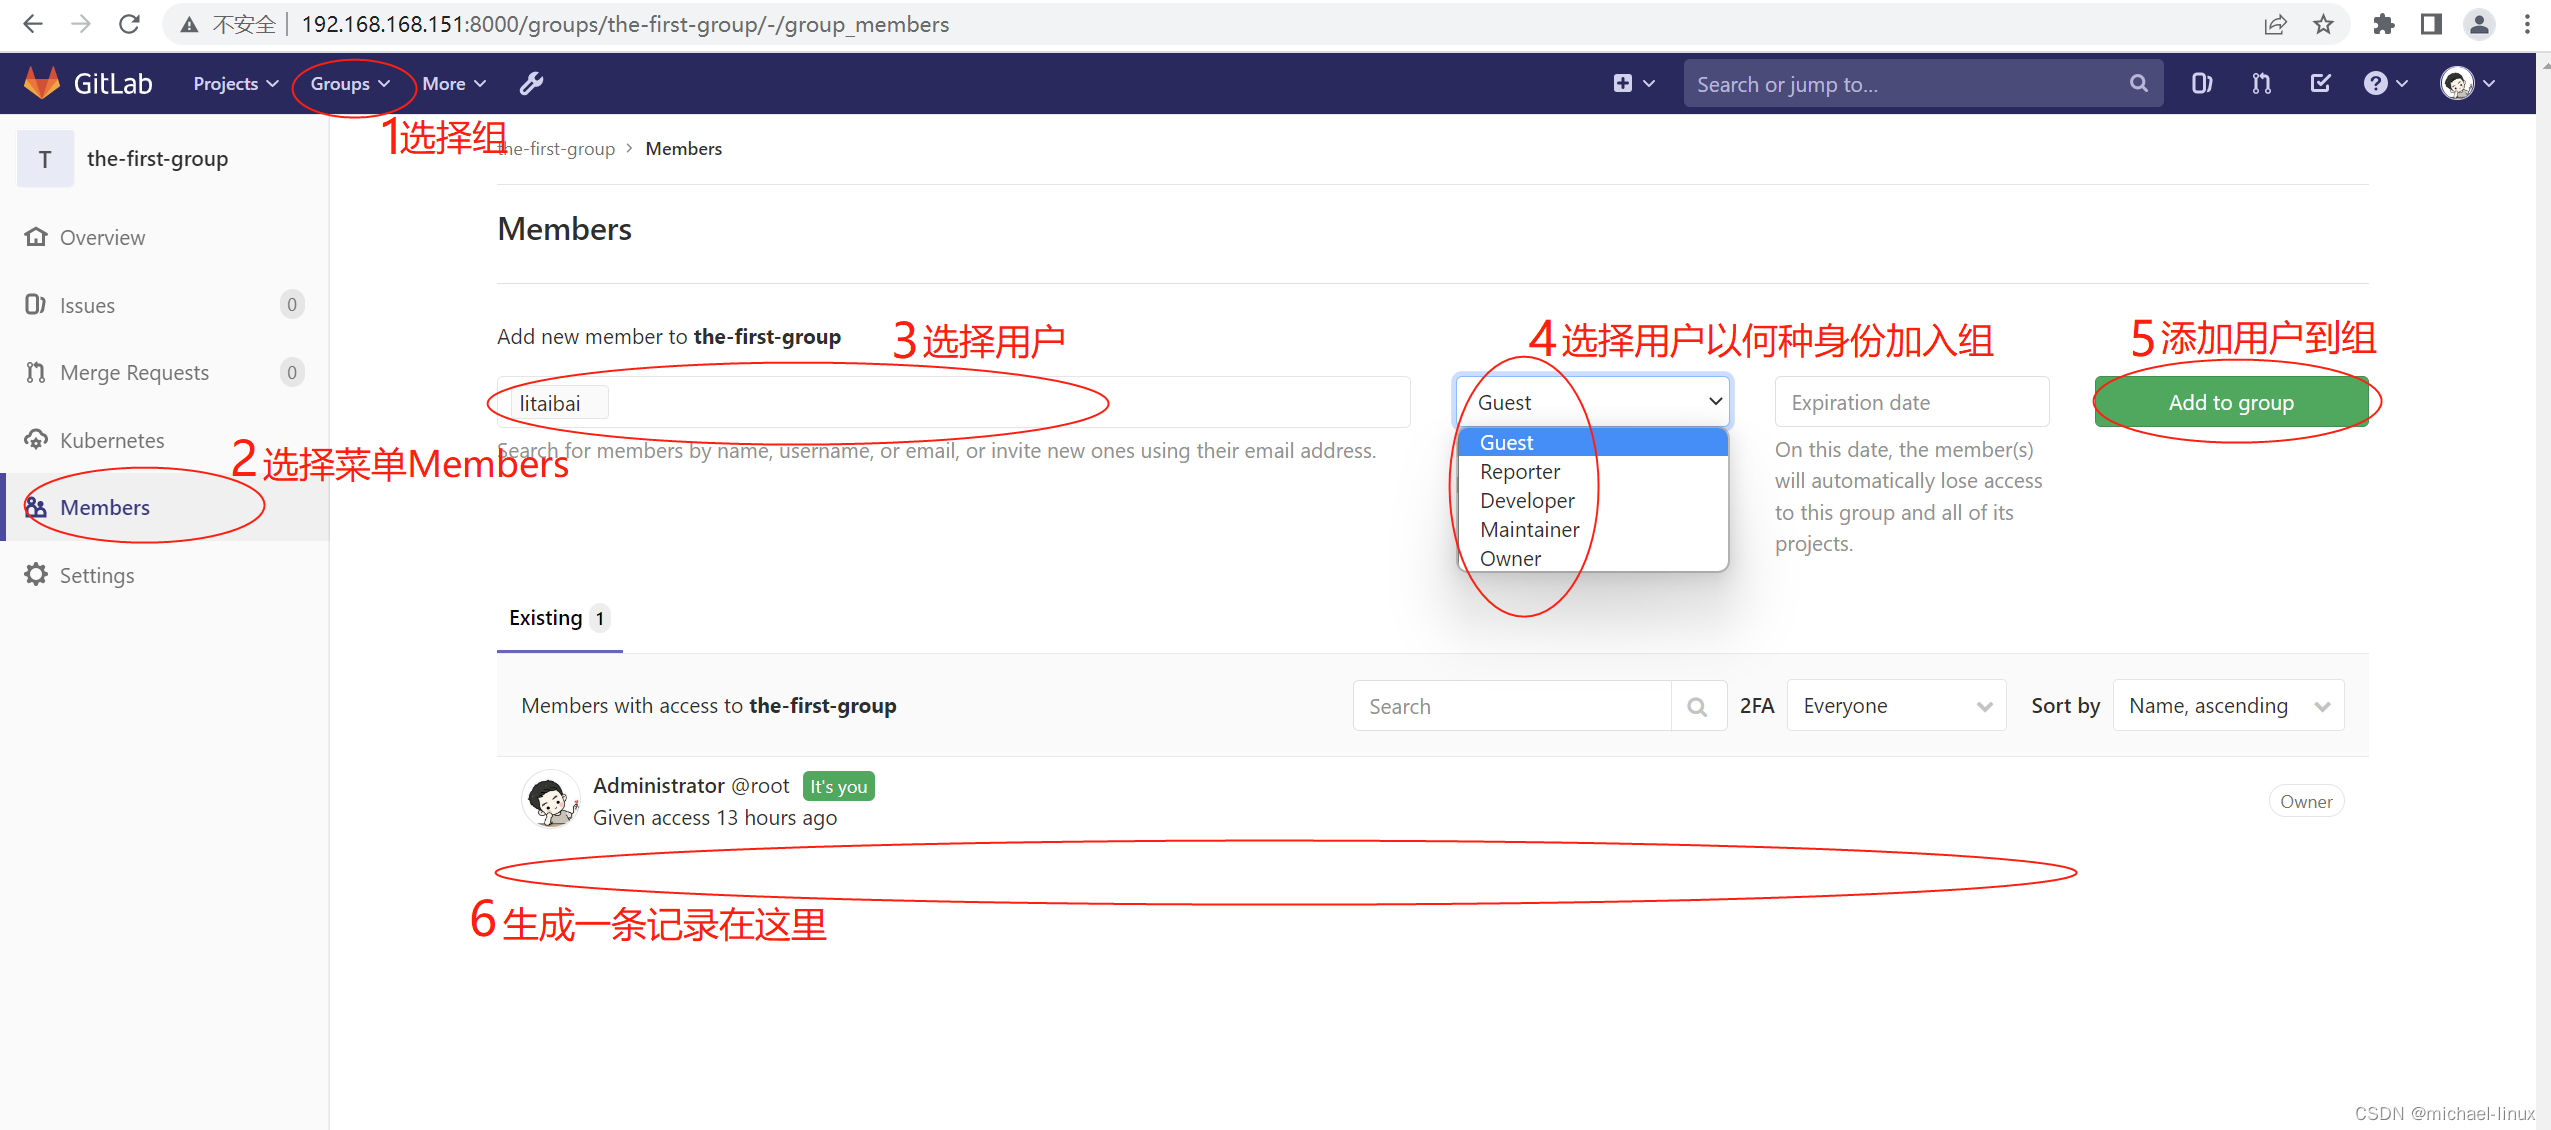 不安全 192.168.168.151:8000/groups/the-first-group/-/group_members
GitLab Projects Groups More Search or jump to...
1选择组
T the-first-group
the-first-group > Members
Members
Overview
Issues 0
Merge Requests 0
Kubernetes
2选择菜单Members
Members
Settings
Add new member to the-first-group
3选择用户
4选择用户以何种身份加入组
5添加用户到组
litaibai
Guest
Expiration date
Add to group
Search for members by name, username, or email, or invite new ones using their email address.
Guest
Reporter
Developer
Maintainer
Owner
On this date, the member(s)
will automatically lose access
to this group and all of its
projects.
Existing 1
Members with access to the-first-group
Search
2FA Everyone
Sort by Name, ascending
Administrator @root It's you
Given access 13 hours ago
Owner
6生成一条记录在这里
CSDN @michael-linux